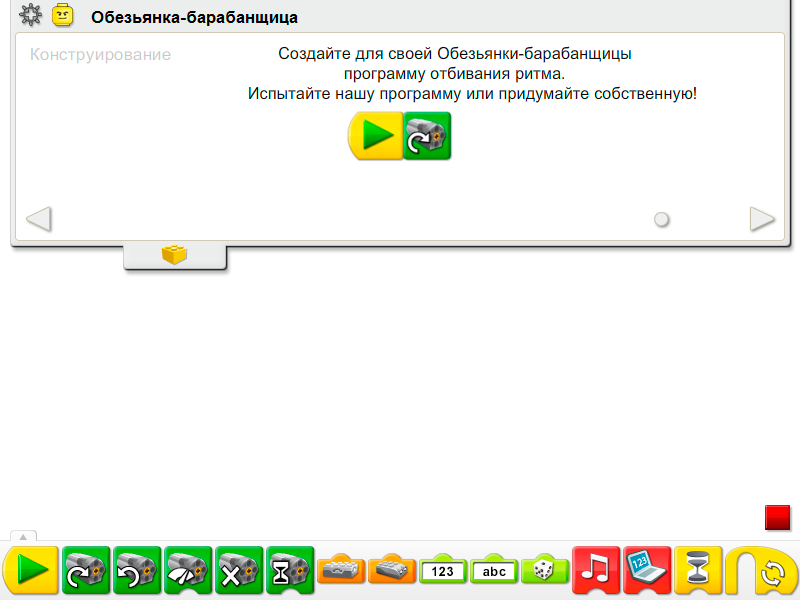 Обезьянка-барабанщица
Конструирование
Создайте для своей Обезьянки-барабанщицы
программу отбивания ритма.
Испытайте нашу программу или придумайте собственную!
123
abc
123